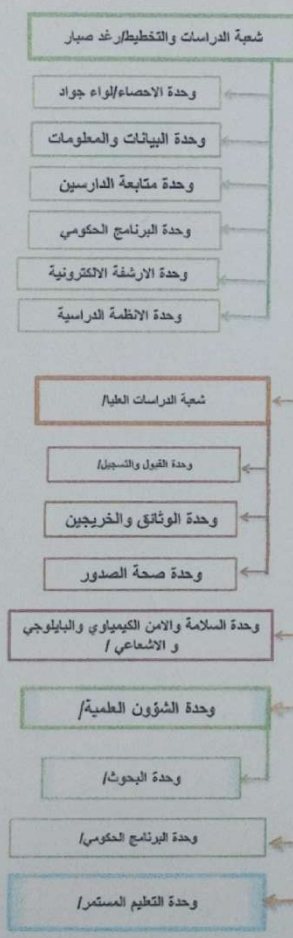 شعبة الدراسات والتخطيط/رغد صبار
وحدة الاحصاء/لواء جواد
وحدة البيانات والمعلومات
وحدة متابعة الدارسين
وحدة البرنامج الحكومي
وحدة الارشفة الالكترونية
وحدة الانظمة الدراسية
شعبة الدراسات العليا/
وحدة القبول والتسجيل/
وحدة الوثائق والخريجين
وحدة صحة الصدور
وحدة السلامة والامن الكيمياوي والبايلوجي
و الاشعاعي /
وحدة الشؤون العلمية/
وحدة البحوث/
وحدة البرنامج الحكومي/
وحدة التعليم المستمر/